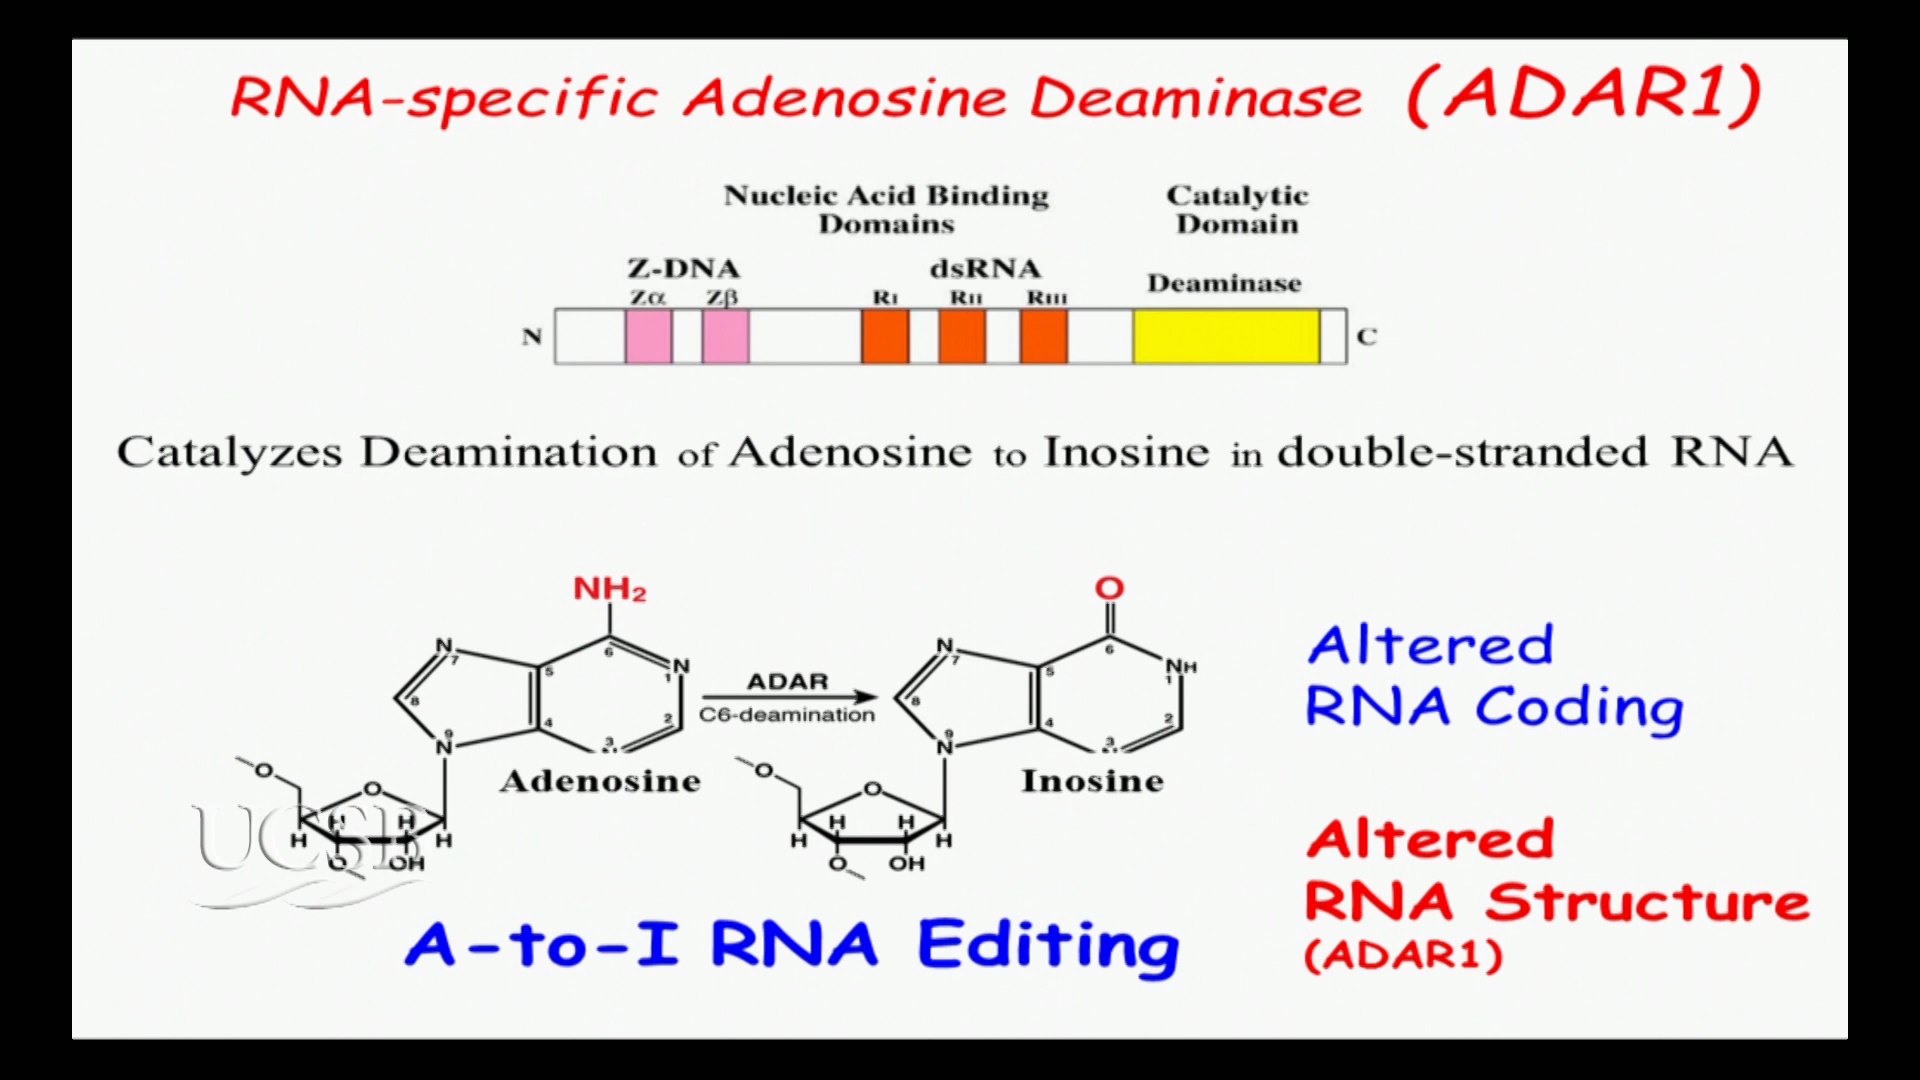 RNA-specific Adenosine Deaminase (ADAR1)
Nucleic Acid Binding
Domains
Catalytic
Domain
Z-DNA
dsRNA
Deaminase
Zα Zβ RI RII RIII
N C
Catalyzes Deamination of Adenosine to Inosine in double-stranded RNA
NH2
N 7 5 6 N 1 8 4 9 N 3 2
ADAR
C6-deamination
O
N 7 5 6 NH 1 8 4 9 N 3 2
Adenosine
Inosine
O O H H H H O OH
O O H H H H O OH
UCSB
Altered
RNA Coding
Altered
RNA Structure
(ADAR1)
A-to-I RNA Editing